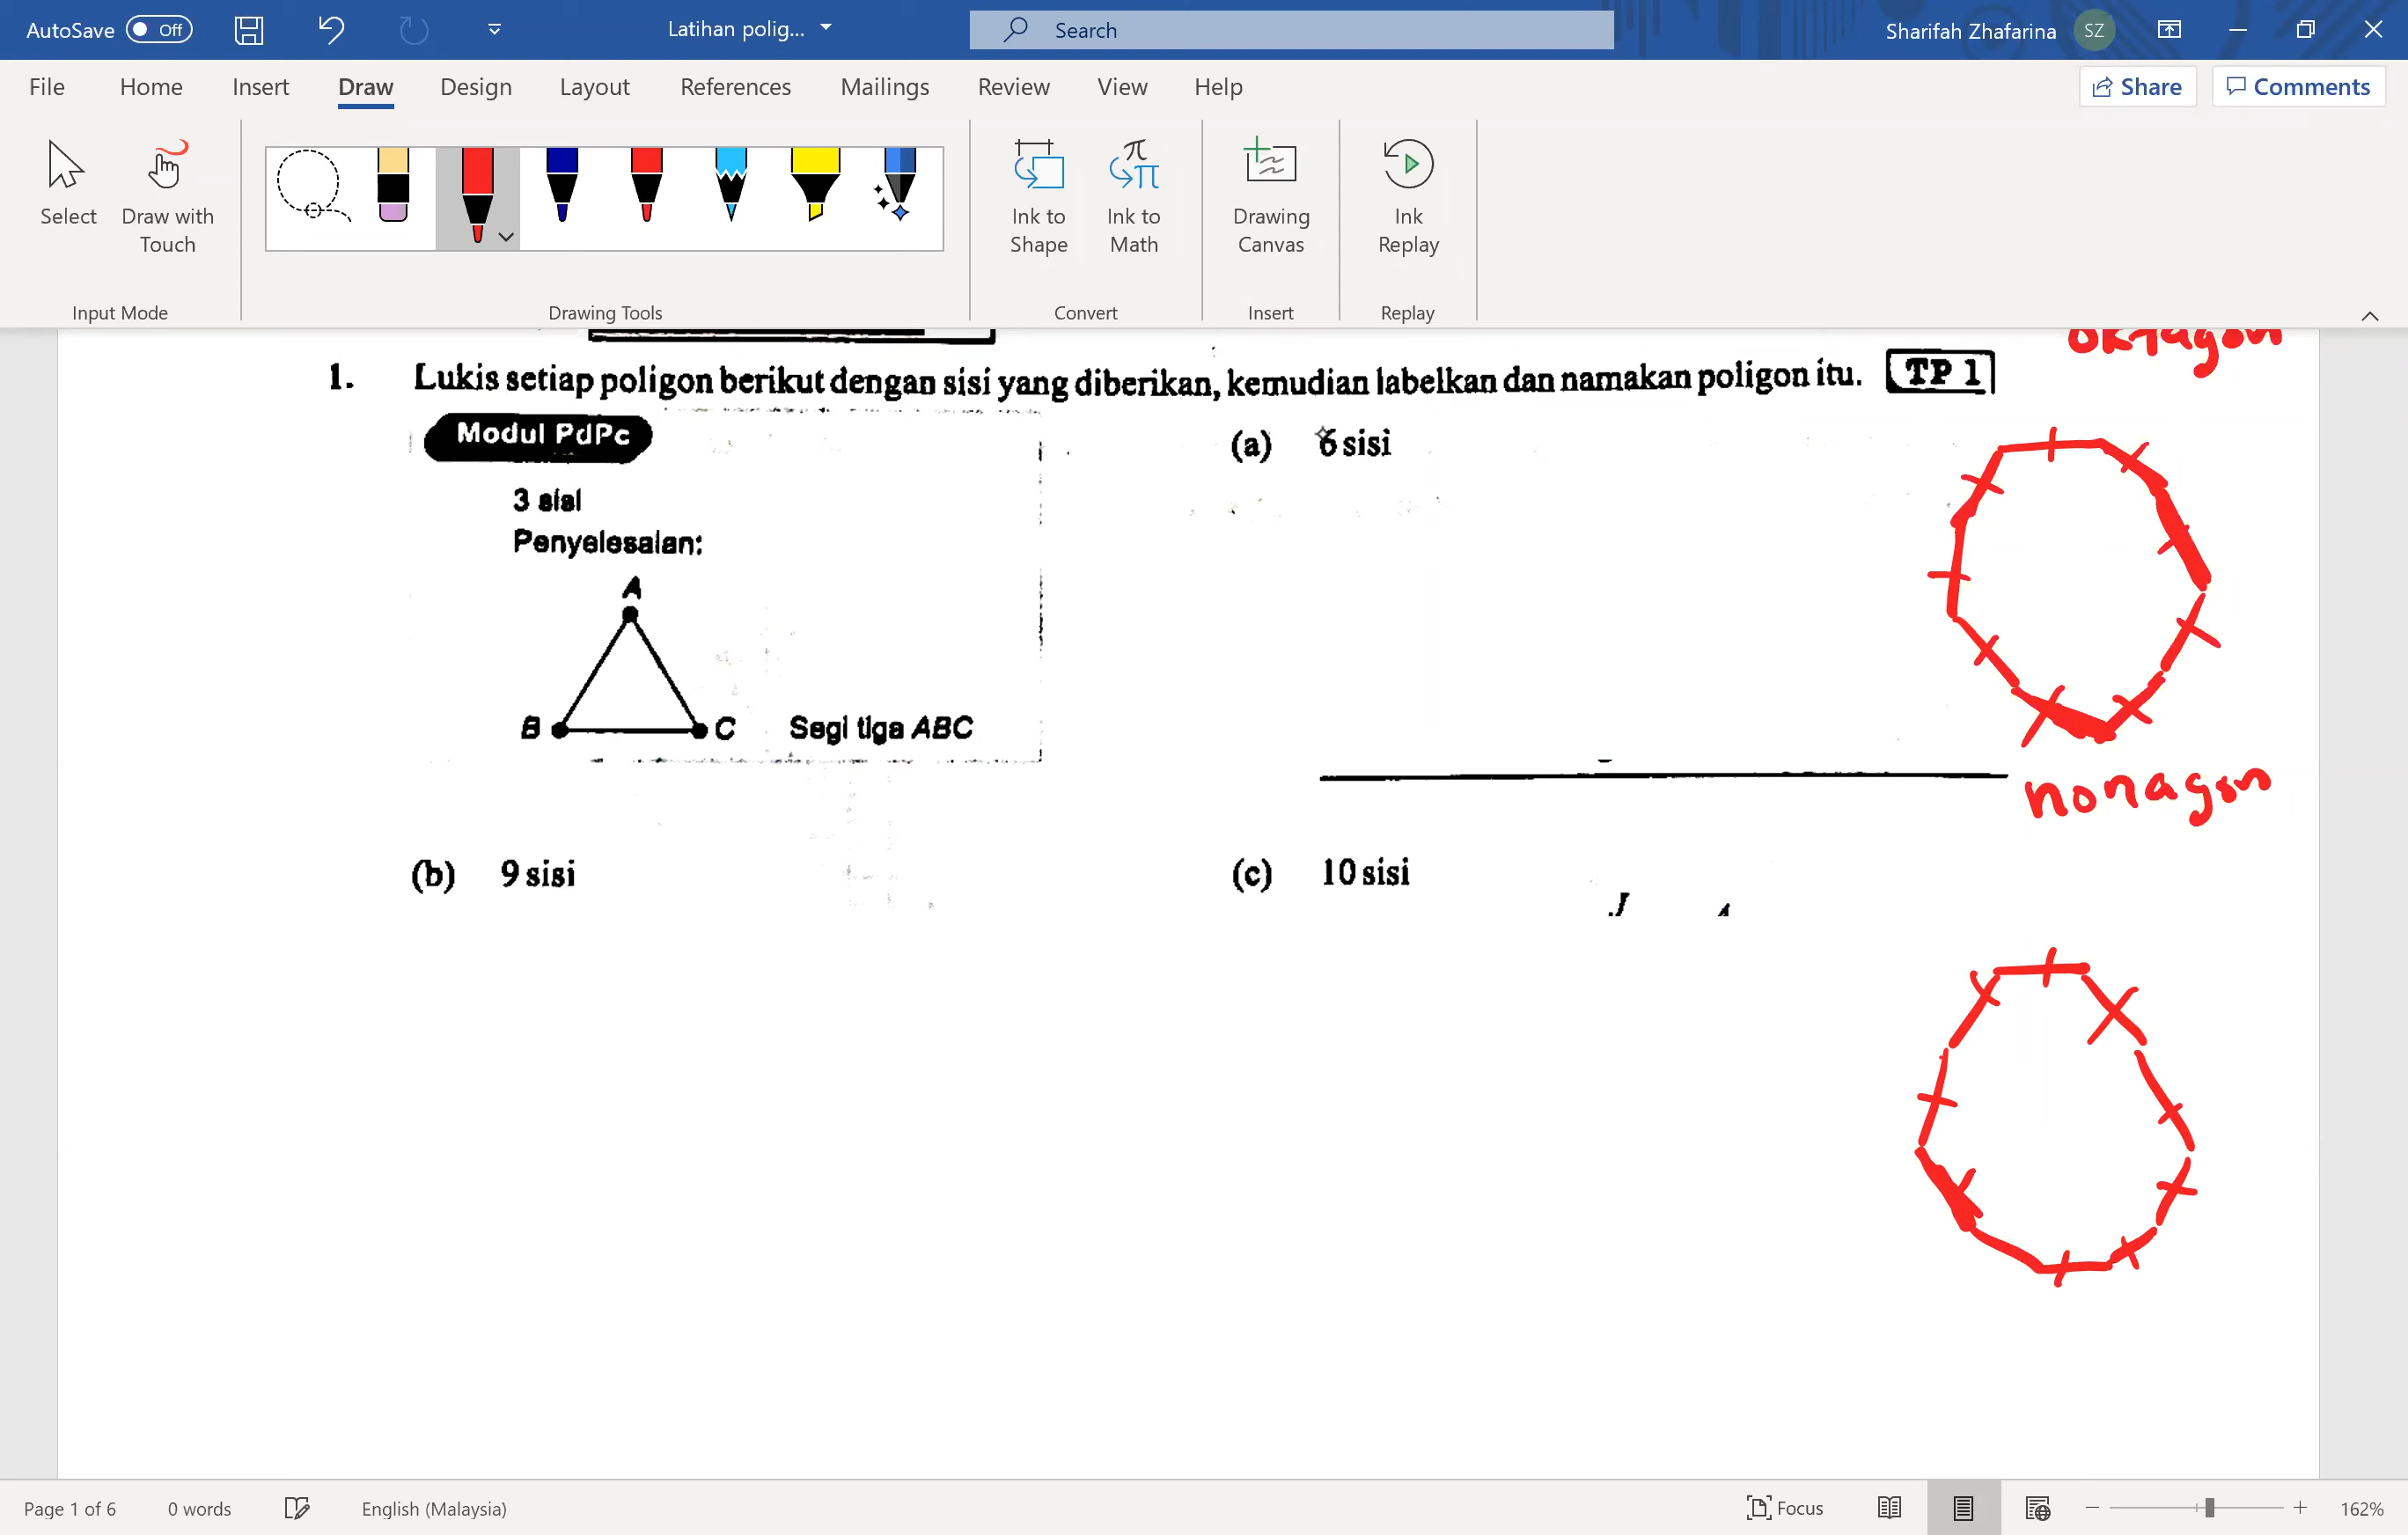 AutoSave Off Latihan polig... Search Sharifah Zhafarina SZ
File Home Insert Draw Design Layout References Mailings Review View Help Share Comments
Select Draw with Touch Ink to Shape Ink to Math Drawing Canvas Ink Replay
Input Mode Drawing Tools Convert Insert Replay
oktagon
1. Lukis setiap poligon berikut dengan sisi yang diberikan, kemudian labelkan dan namakan poligon itu. TP 1
Modul PdPc
(a) 6 sisi
3 sisi
Penyelesaian:
A
B C Segi tiga ABC
nonagon
(b) 9 sisi
(c) 10 sisi
Page 1 of 6 0 words English (Malaysia) Focus 162%